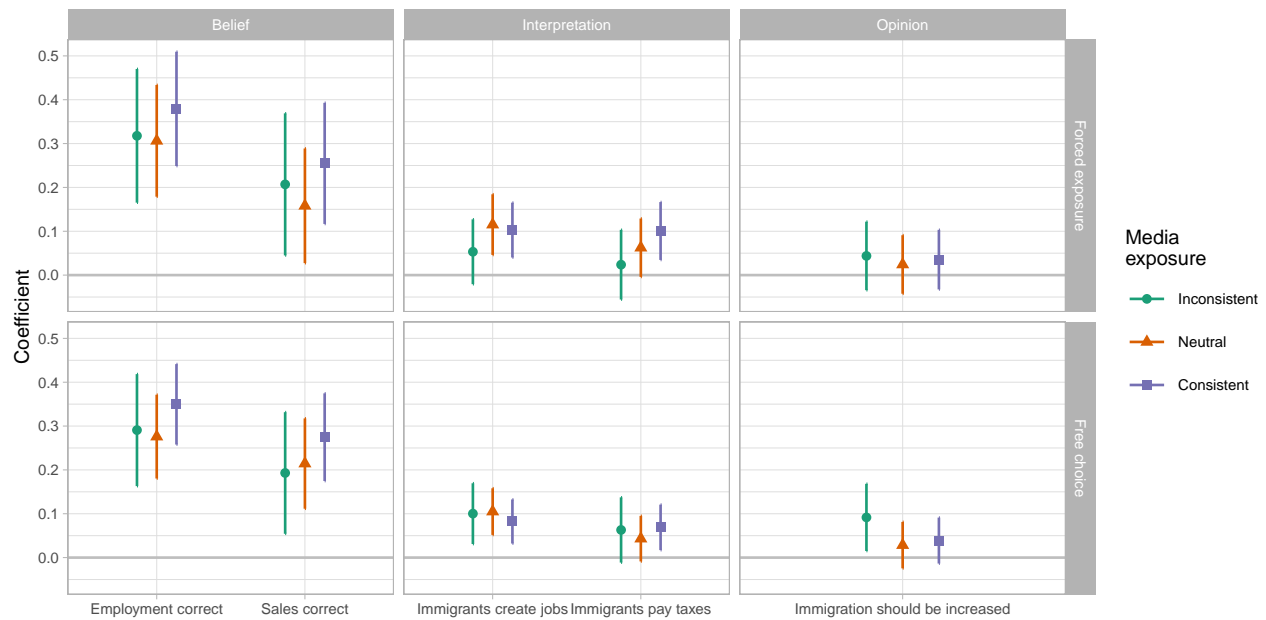 Belief
Interpretation
Opinion
Coefficient
0.5
0.4
0.3
0.2
0.1
0.0
Forced exposure
0.5
0.4
0.3
0.2
0.1
0.0
Free choice
Employment correct
Sales correct
Immigrants create jobs
Immigrants pay taxes
Immigration should be increased
Media
exposure
Inconsistent
Neutral
Consistent